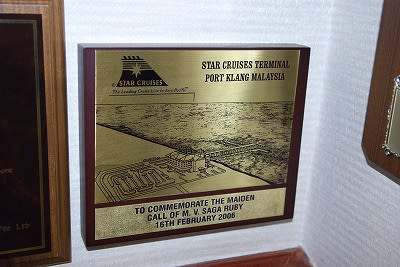 STAR CRUISES
The Leading Cruise Line in Asia-Pacific
STAR CRUISES TERMINAL
PORT KLANG MALAYSIA
TO COMMEMORATE THE MAIDEN
CALL OF M. V. SAGA RUBY
16TH FEBRUARY 2006
LTD